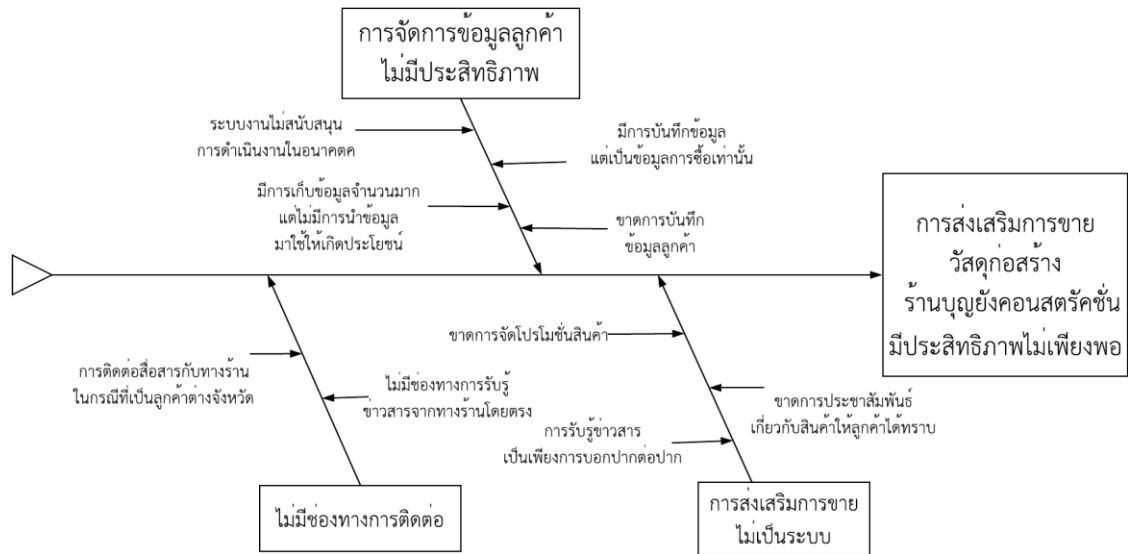 การจัดการข้อมูลลูกค้า
ไม่มีประสิทธิภาพ
ระบบงานไม่สนับสนุน
การดำเนินงานในอนาคตค
มีการบันทึกข้อมูล
แต่เป็นข้อมูลการซื้อเท่านั้น
มีการเก็บข้อมูลจำนวนมาก
แต่ไม่มีการนำข้อมูล
มาใช้ให้เกิดประโยชน์
ขาดการบันทึก
ข้อมูลลูกค้า
การส่งเสริมการขาย
วัสดุก่อสร้าง
ร้านบุญยังคอนสตรัคชั่น
มีประสิทธิภาพไม่เพียงพอ
ขาดการจัดโปรโมชั่นสินค้า
การติดต่อสื่อสารกับทางร้าน
ในกรณีที่เป็นลูกค้าต่างจังหวัด
ไม่มีช่องทางการรับรู้
ข่าวสารจากทางร้านโดยตรง
ขาดการประชาสัมพันธ์
เกี่ยวกับสินค้าให้ลูกค้าได้ทราบ
การรับรู้ข่าวสาร
เป็นเพียงการบอกปากต่อปาก
ไม่มีช่องทางการติดต่อ
การส่งเสริมการขาย
ไม่เป็นระบบ